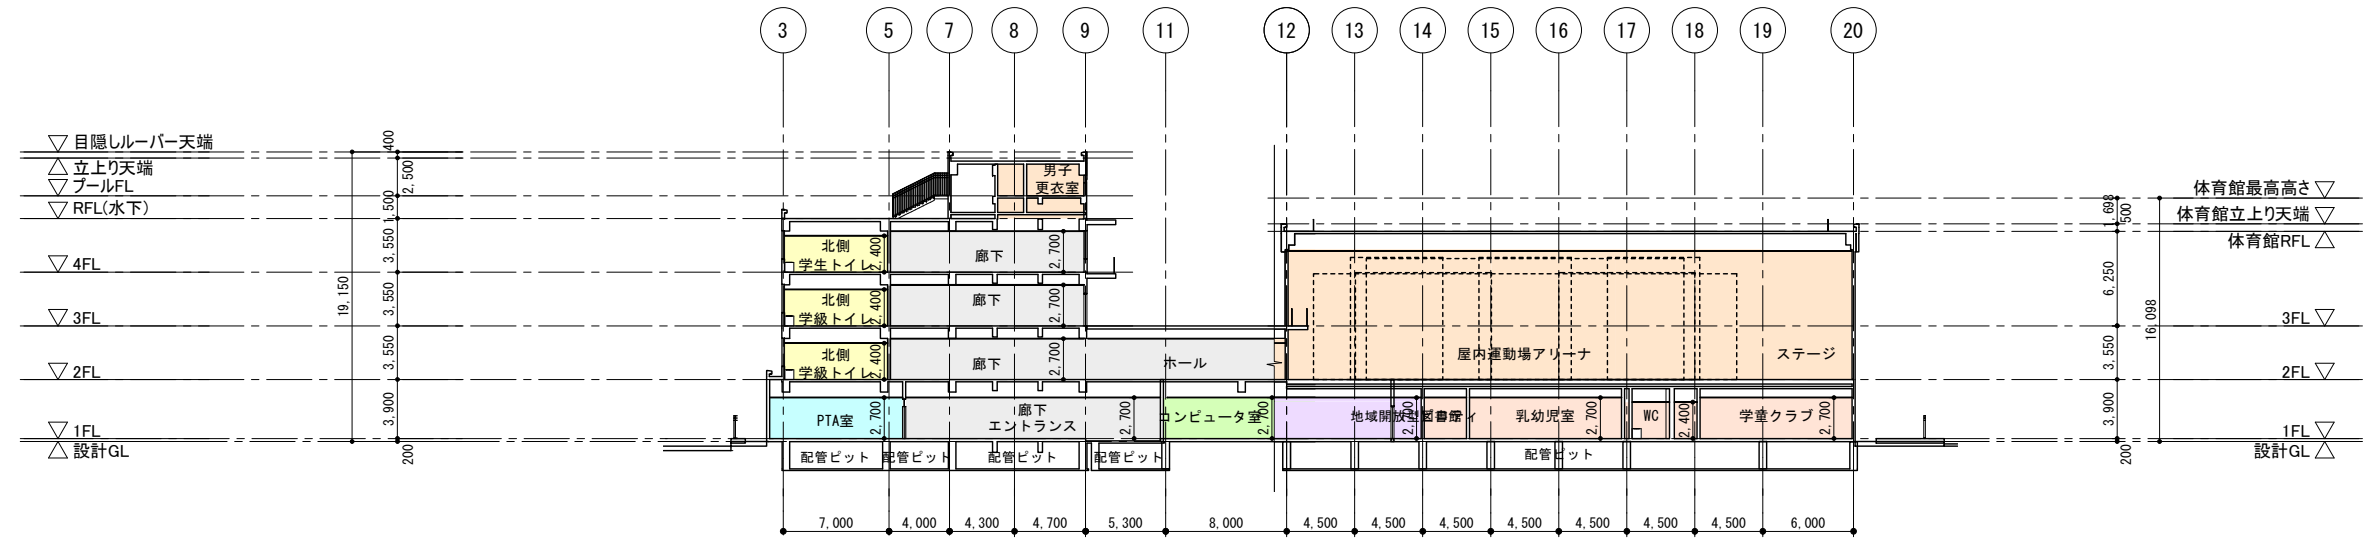 3 5 7 8 9 11 12 13 14 15 16 17 18 19 20
目隠しルーバー天端
立上り天端
プールFL
RFL(水下)
4FL
3FL
2FL
1FL
設計GL
400
2,500
1,500
3,550
3,550
3,550
3,900
200
19,150
男子
更衣室
北側
学生トイレ
2,400
廊下
2,700
北側
学級トイレ
2,400
廊下
2,700
北側
学級トイレ
2,400
廊下
2,700
ホール
PTA室
2,700
廊下
エントランス
2,700
コンピュータ室
2,700
地域開放型図書館
2,700
乳幼児室
2,700
WC
2,400
学童クラブ
2,700
屋内運動場アリーナ
ステージ
配管ピット
配管ピット
配管ピット
配管ピット
配管ピット
体育館最高高さ
体育館立上り天端
体育館RFL
3FL
2FL
1FL
設計GL
1,698
500
6,250
3,550
3,900
200
16,098
7,000 4,000 4,300 4,700 5,300 8,000 4,500 4,500 4,500 4,500 4,500 4,500 4,500 6,000